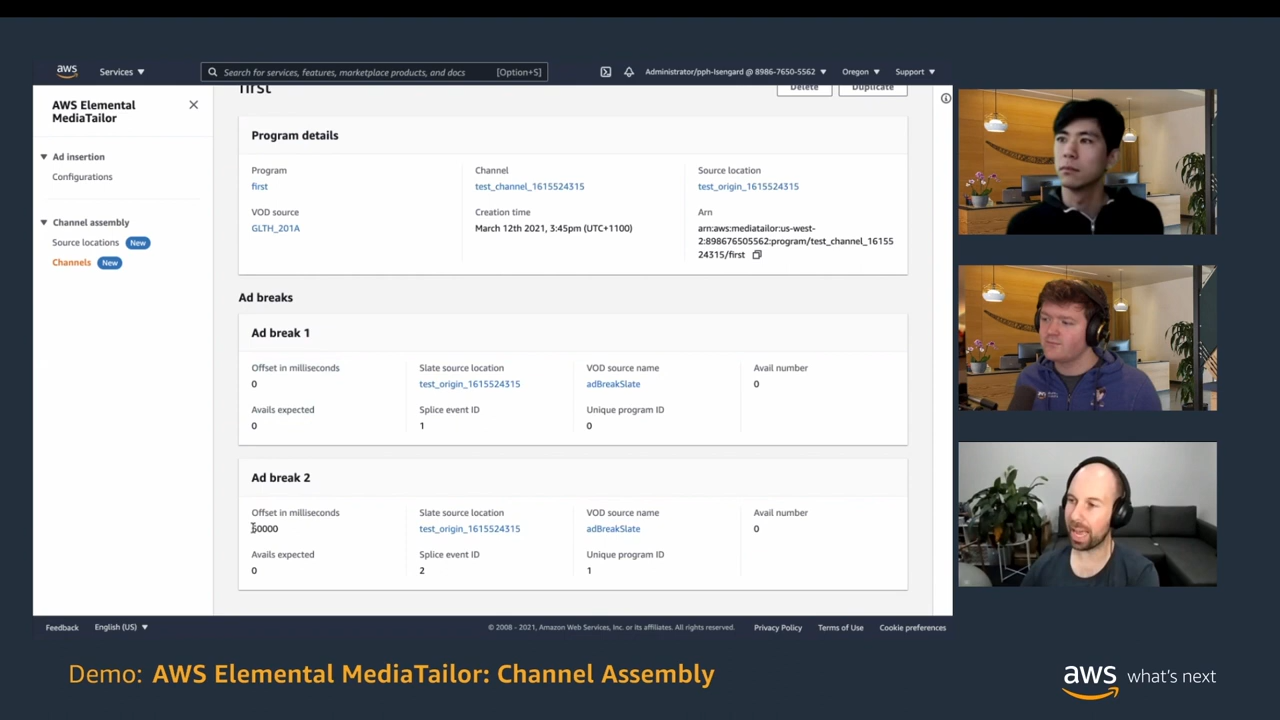 aws
Services
Search for services, features, marketplace products, and docs
[Option+S]
Administrator/pph-Isengard @ 8986-7650-5562
Oregon
Support
AWS Elemental
MediaTailor
Ad insertion
Configurations
Channel assembly
Source locations New
Channels New
first
Delete
Duplicate
Program details
Program
first
Channel
test_channel_1615524315
Source location
test_origin_1615524315
VOD source
GLTH_201A
Creation time
March 12th 2021, 3:45pm (UTC+1100)
Arn
arn:aws:mediatailor:us-west-
2:898676505562:program/test_channel_16155
24315/first
Ad breaks
Ad break 1
Offset in milliseconds
0
Slate source location
test_origin_1615524315
VOD source name
adBreakSlate
Avail number
0
Avails expected
0
Splice event ID
1
Unique program ID
0
Ad break 2
Offset in milliseconds
Slate source location
test_origin_1615524315
VOD source name
adBreakSlate
Avail number
0
Avails expected
0
Splice event ID
2
Unique program ID
1
Feedback
English (US)
© 2008 - 2021, Amazon Web Services, Inc. or its affiliates. All rights reserved.
Privacy Policy
Terms of Use
Cookie preferences
Demo: AWS Elemental MediaTailor: Channel Assembly
aws what's next